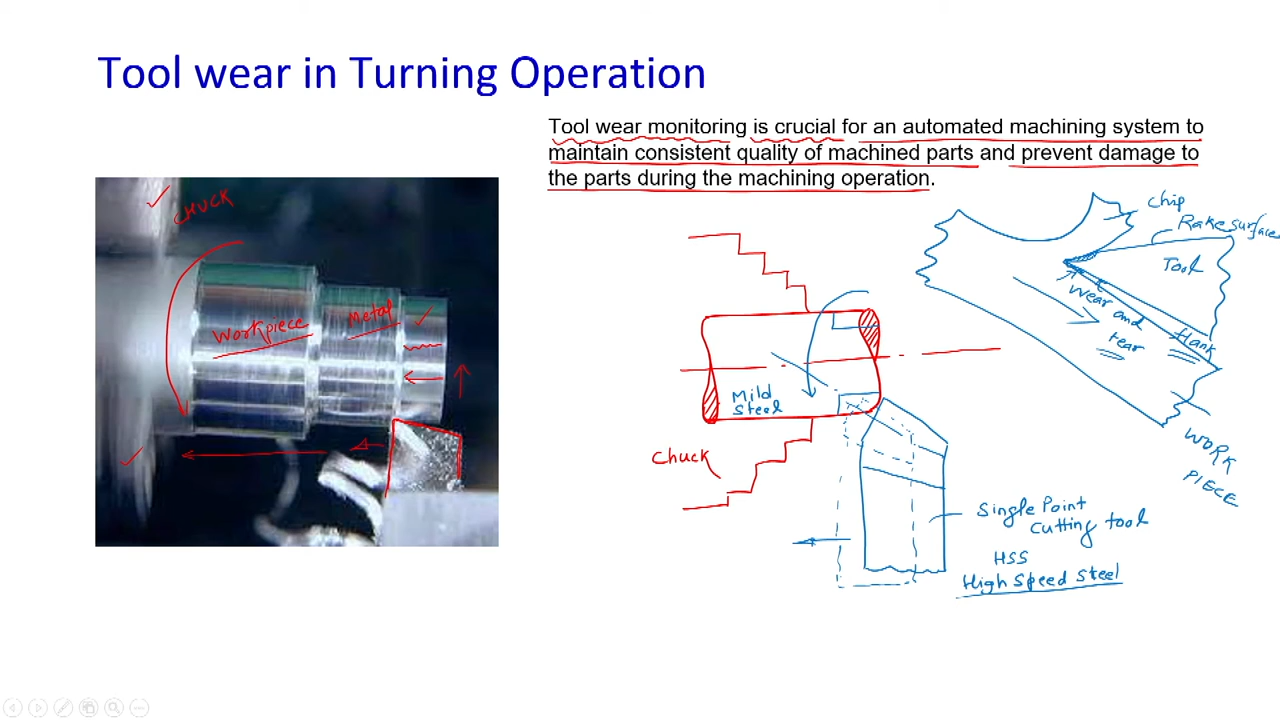 Tool wear in Turning Operation
Tool wear monitoring is crucial for an automated machining system to
maintain consistent quality of machined parts and prevent damage to
the parts during the machining operation.
CHUCK
Workpiece
Metal
Chip
Rake surface
Tool
Wear and
tear
flank
WORK
PIECE
Mild
Steel
Chuck
Single Point
Cutting tool
HSS
High Speed Steel